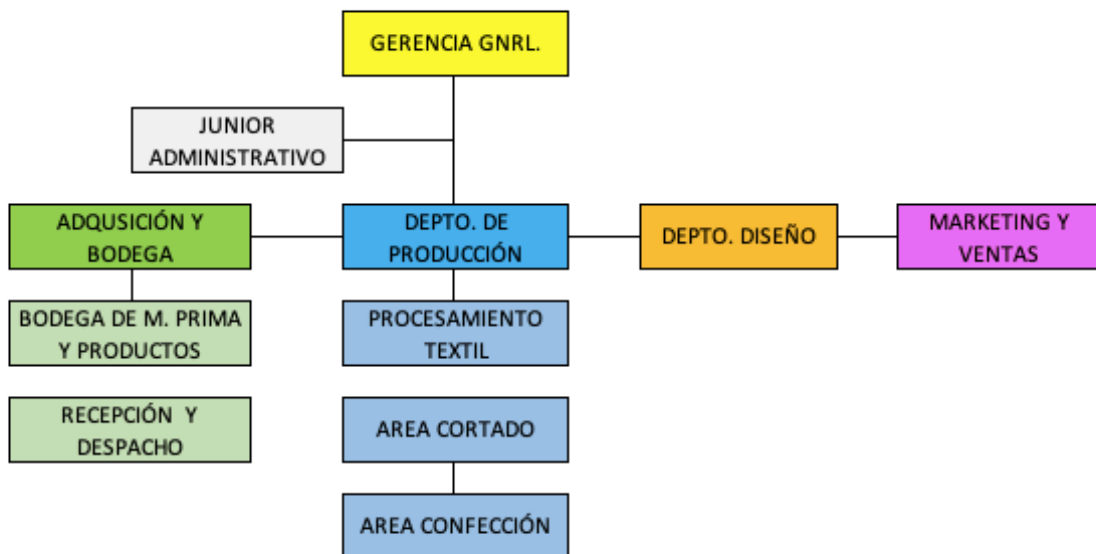 GERENCIA GNRL.
JUNIOR
ADMINISTRATIVO
ADQUSICIÓN Y
BODEGA
DEPTO. DE
PRODUCCIÓN
DEPTO. DISEÑO
MARKETING Y
VENTAS
BODEGA DE M. PRIMA
Y PRODUCTOS
PROCESAMIENTO
TEXTIL
RECEPCIÓN Y
DESPACHO
AREA CORTADO
AREA CONFECCIÓN